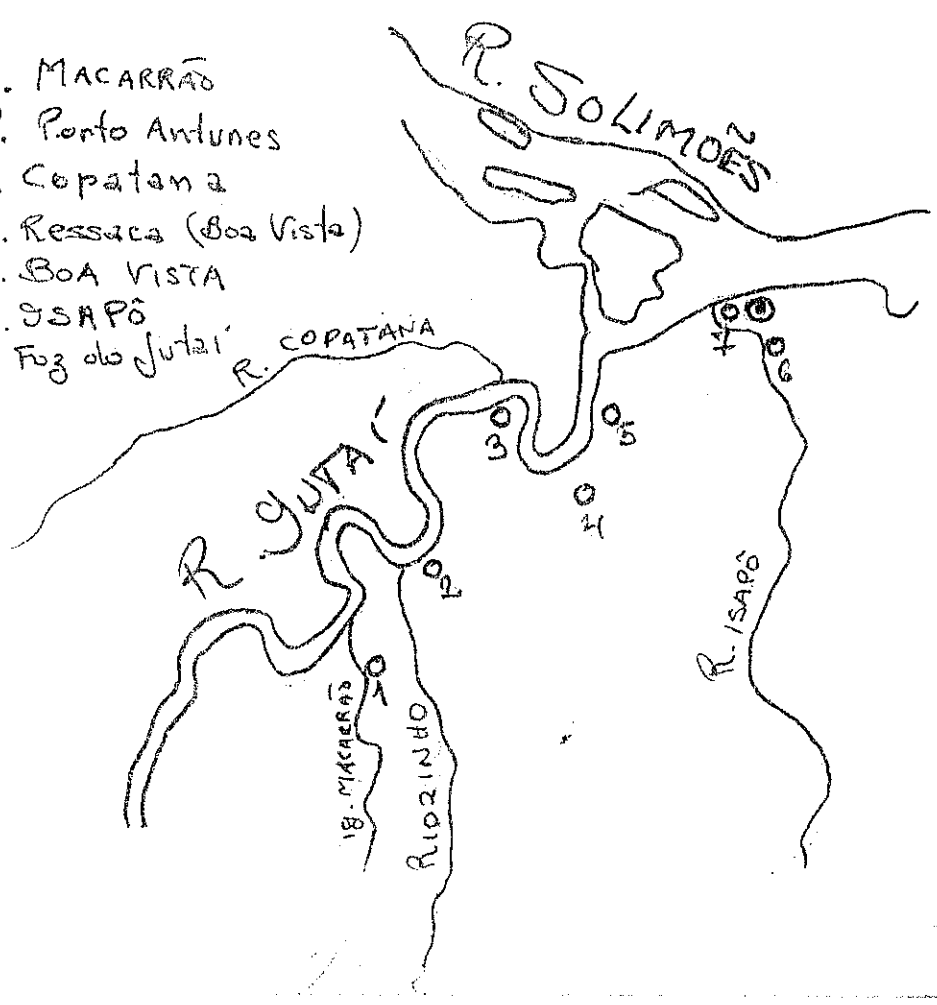 . MACARRÃO
. Porto Antunes
. Copatana
. Ressaca (Boa Vista)
. BOA VISTA
. ISAPÔ
Foz do Jutaí
R. SOLIMOẼS
R. COPATANA
R. JUTAÍ
R. ISAPÔ
Ig. MACARRÃO
RIOZINHO
1
2
3
4
5
6
7